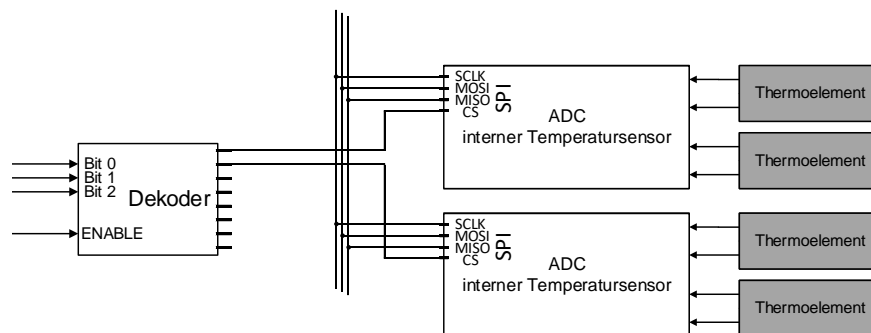 SCLK
MOSI
MISO
CS
SPI
ADC
interner Temperatursensor
Thermoelement
Thermoelement
Bit 0
Bit 1
Bit 2
Dekoder
ENABLE
SCLK
MOSI
MISO
CS
SPI
ADC
interner Temperatursensor
Thermoelement
Thermoelement